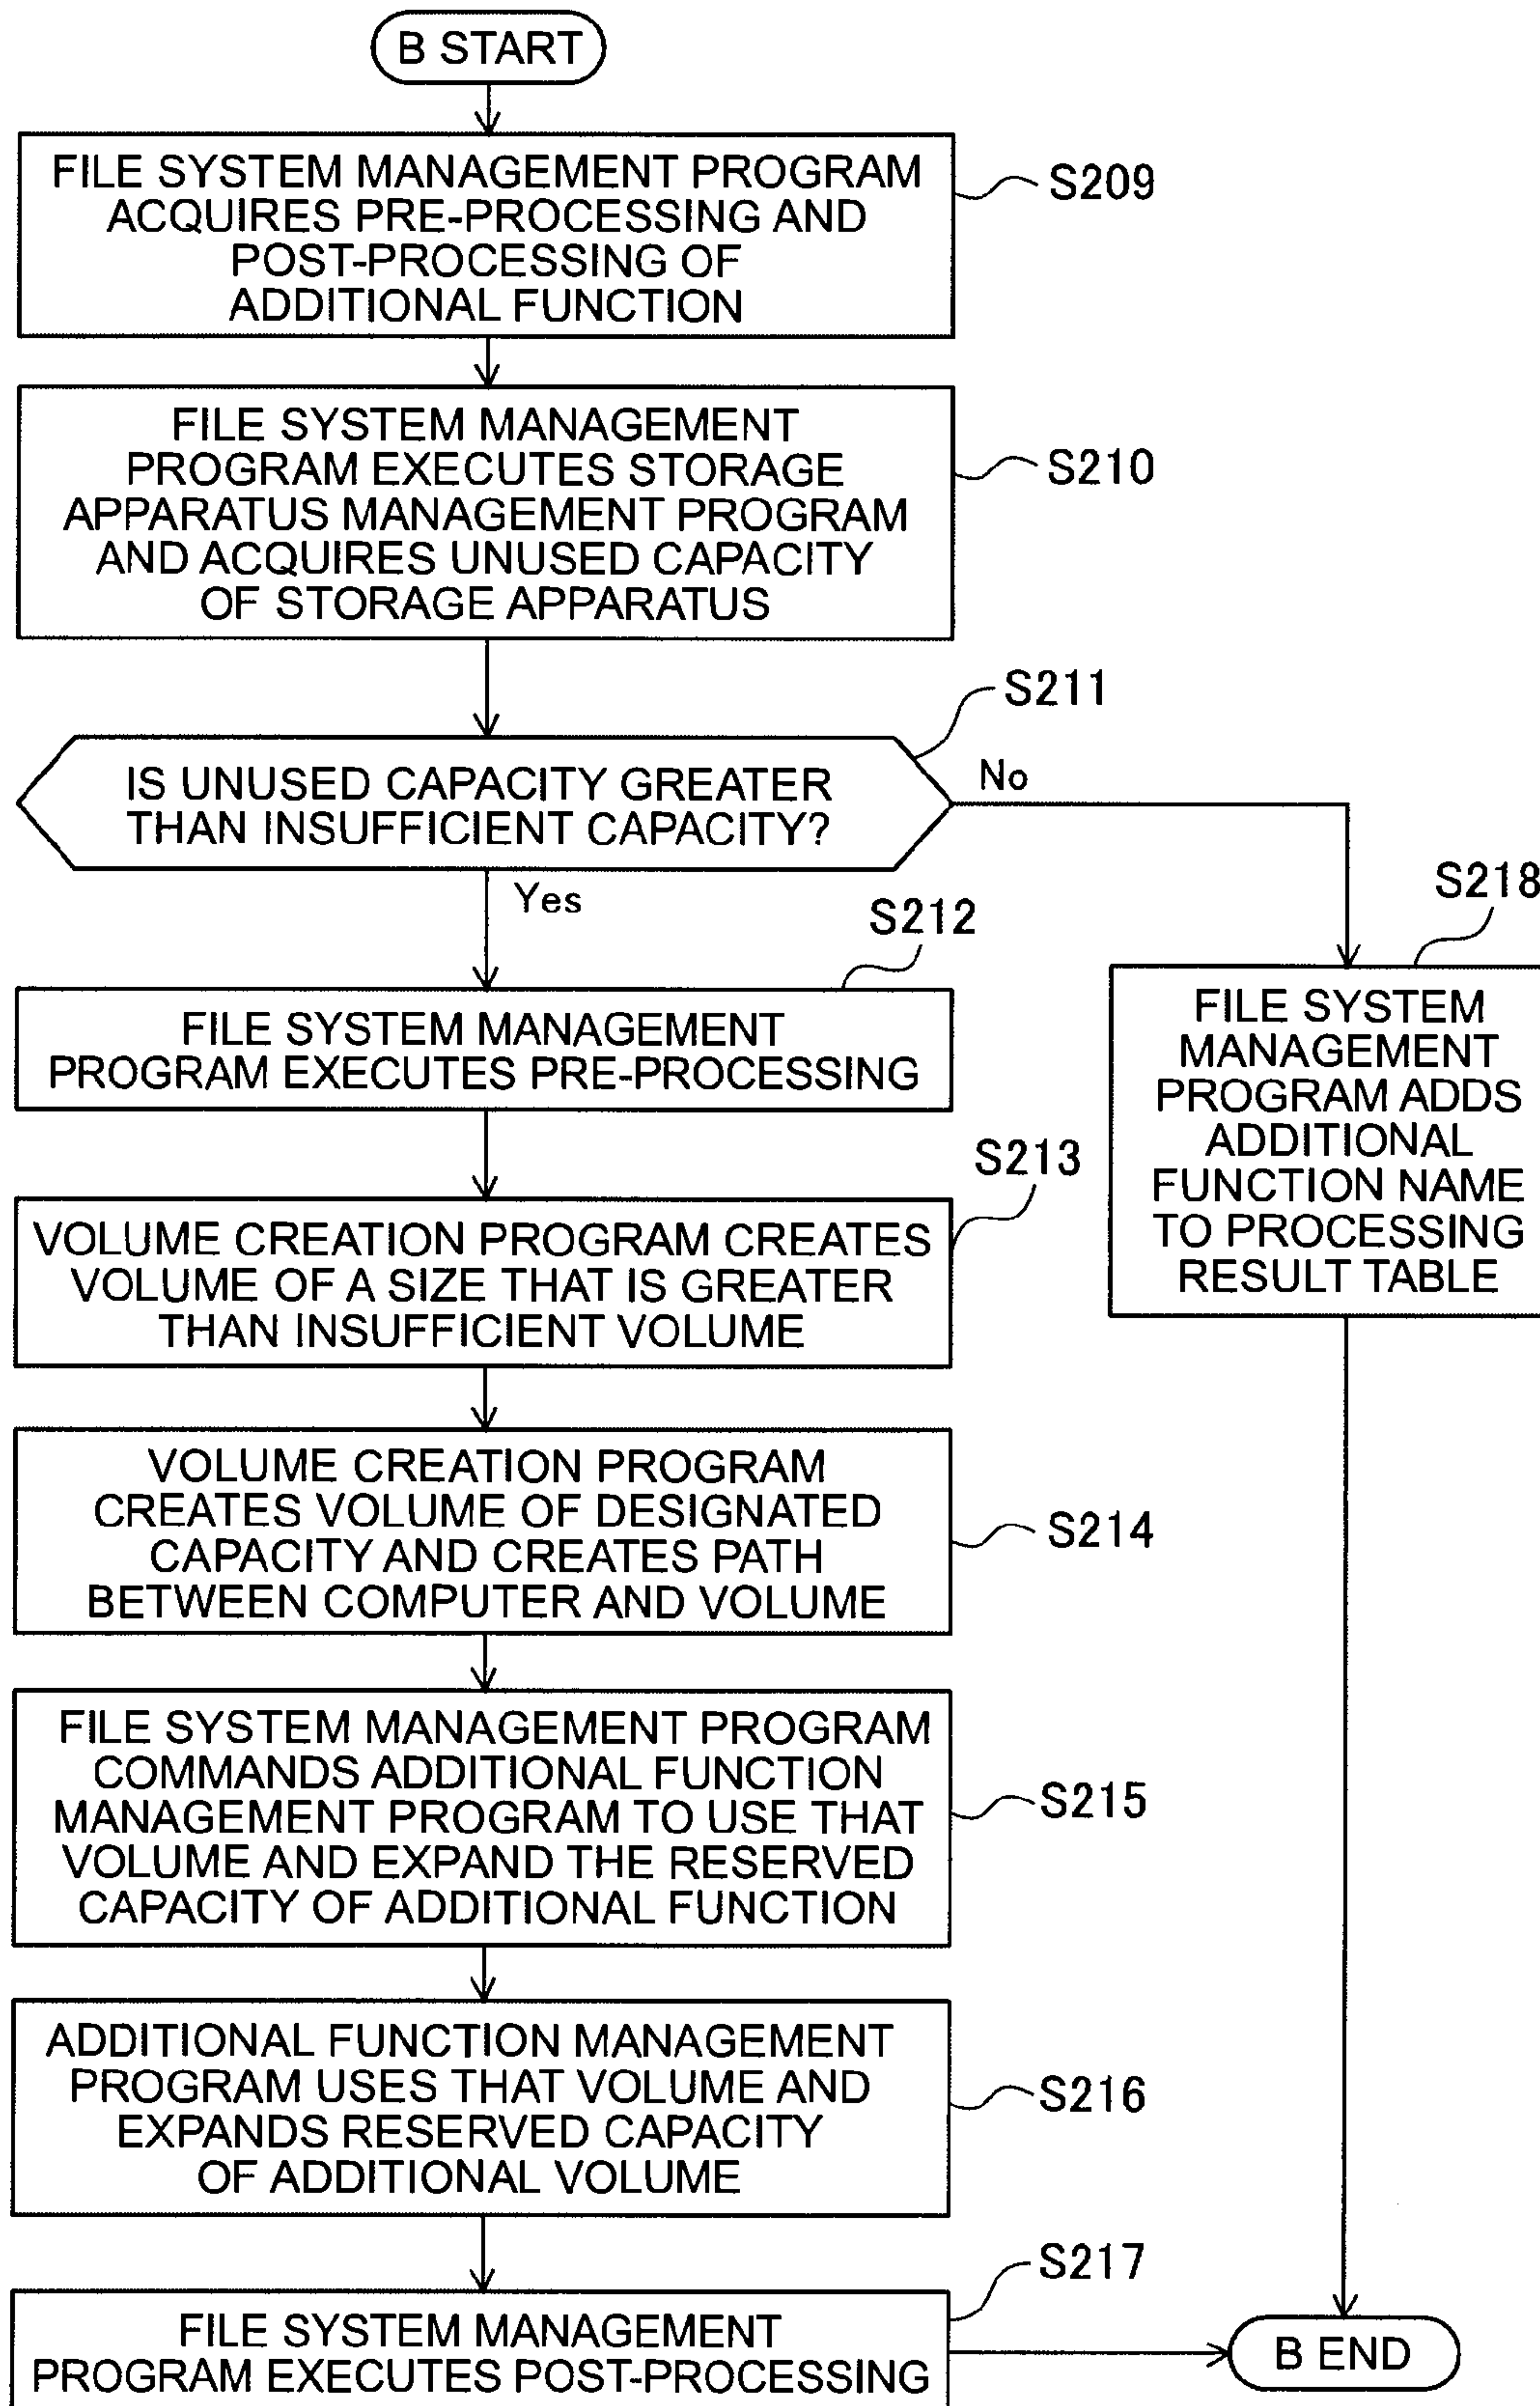 B START
FILE SYSTEM MANAGEMENT PROGRAM
ACQUIRES PRE-PROCESSING AND
POST-PROCESSING OF
ADDITIONAL FUNCTION
S209
FILE SYSTEM MANAGEMENT
PROGRAM EXECUTES STORAGE
APPARATUS MANAGEMENT PROGRAM
AND ACQUIRES UNUSED CAPACITY
OF STORAGE APPARATUS
S210
S211
IS UNUSED CAPACITY GREATER
THAN INSUFFICIENT CAPACITY?
No
Yes
S212
FILE SYSTEM MANAGEMENT
PROGRAM EXECUTES PRE-PROCESSING
S218
FILE SYSTEM
MANAGEMENT
PROGRAM ADDS
ADDITIONAL
FUNCTION NAME
TO PROCESSING
RESULT TABLE
S213
VOLUME CREATION PROGRAM CREATES
VOLUME OF A SIZE THAT IS GREATER
THAN INSUFFICIENT VOLUME
VOLUME CREATION PROGRAM
CREATES VOLUME OF DESIGNATED
CAPACITY AND CREATES PATH
BETWEEN COMPUTER AND VOLUME
S214
FILE SYSTEM MANAGEMENT PROGRAM
COMMANDS ADDITIONAL FUNCTION
MANAGEMENT PROGRAM TO USE THAT
VOLUME AND EXPAND THE RESERVED
CAPACITY OF ADDITIONAL FUNCTION
S215
ADDITIONAL FUNCTION MANAGEMENT
PROGRAM USES THAT VOLUME AND
EXPANDS RESERVED CAPACITY
OF ADDITIONAL VOLUME
S216
S217
FILE SYSTEM MANAGEMENT
PROGRAM EXECUTES POST-PROCESSING
B END